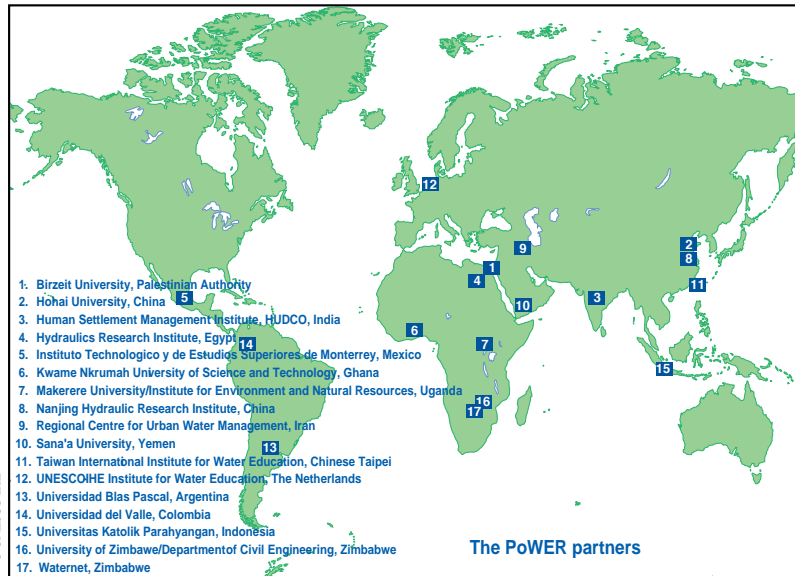 12
9
2
8
1
4
11
5
3
10
6
7
14
15
16
17
13
1. Birzeit University, Palestinian Authority
2. Hohai University, China
3. Human Settlement Management Institute, HUDCO, India
4. Hydraulics Research Institute, Egypt
5. Instituto Technologico y de Estudios Superiores de Monterrey, Mexico
6. Kwame Nkrumah University of Science and Technology, Ghana
7. Makerere University/Institute for Environment and Natural Resources, Uganda
8. Nanjing Hydraulic Research Institute, China
9. Regional Centre for Urban Water Management, Iran
10. Sana'a University, Yemen
11. Taiwan International Institute for Water Education, Chinese Taipei
12. UNESCOIHE Institute for Water Education, The Netherlands
13. Universidad Blas Pascal, Argentina
14. Universidad del Valle, Colombia
15. Universitas Katolik Parahyangan, Indonesia
16. University of Zimbawe/Departmentof Civil Engineering, Zimbabwe
17. Waternet, Zimbabwe
The PoWER partners